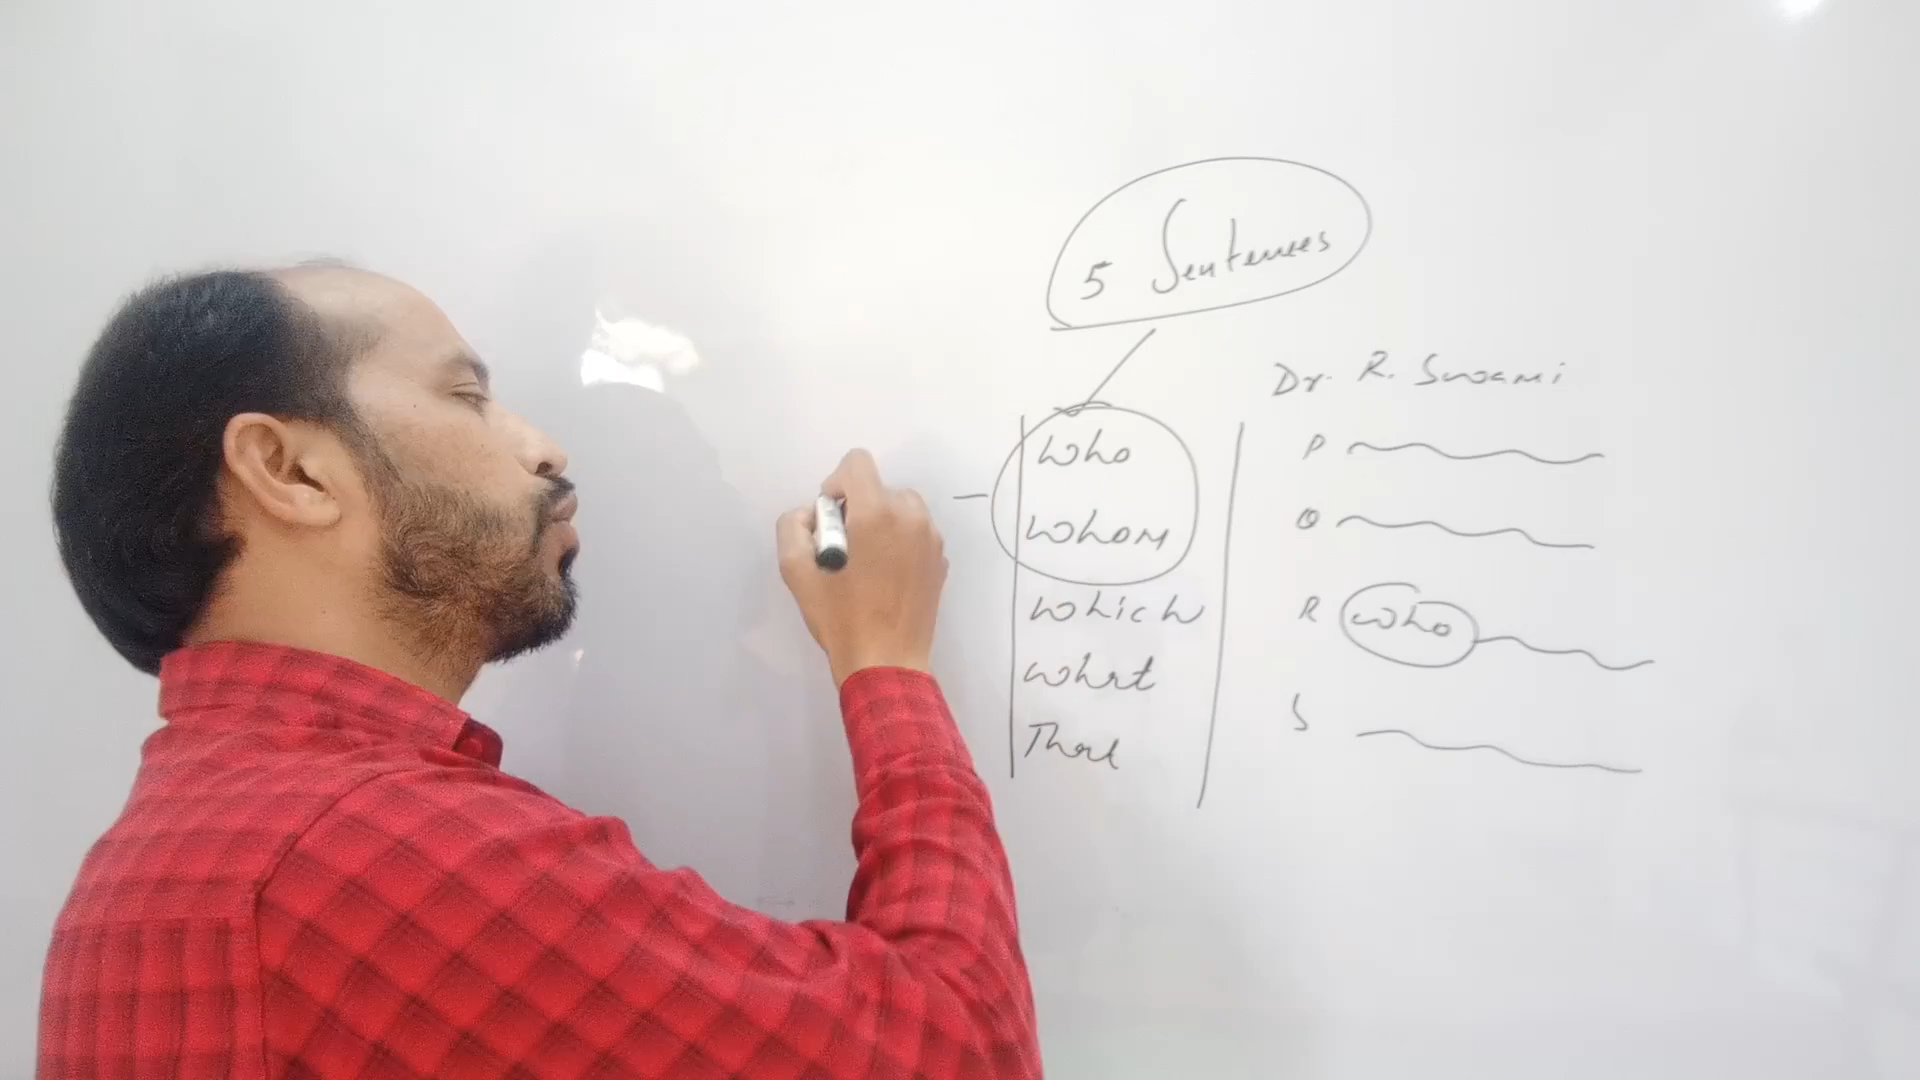 5 Sentences
Who
Whom
Which
What
That
Dr. R. Swami
P
Q
R who
S